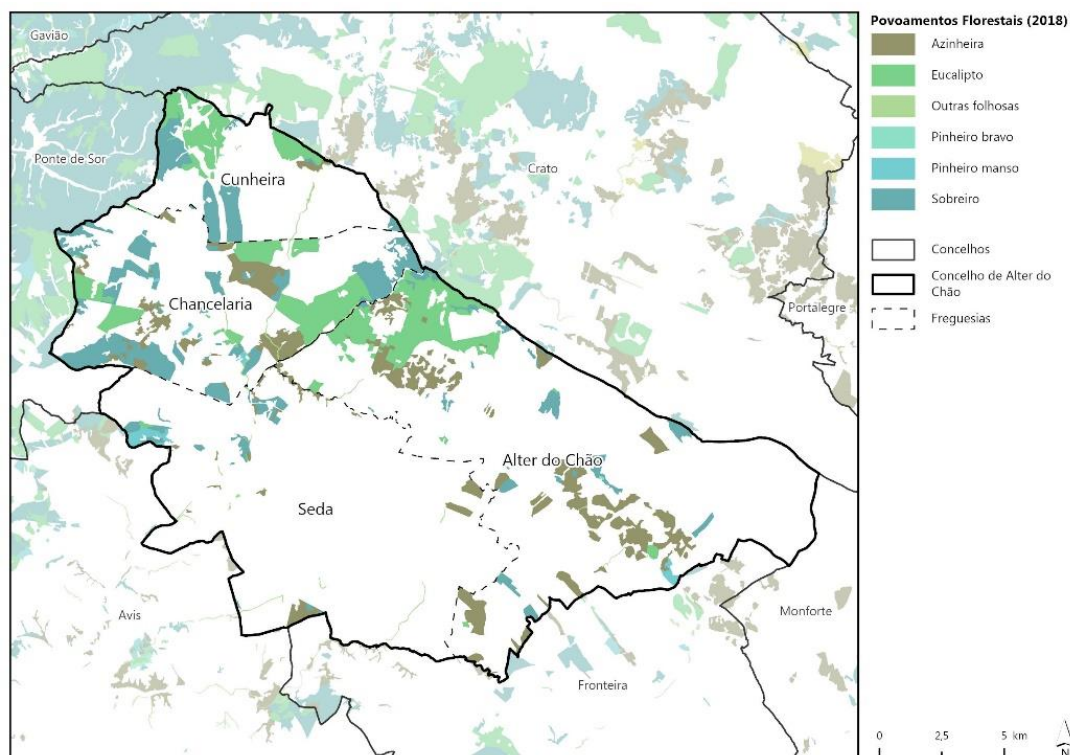 Povoamentos Florestais (2018)
Azinheira
Eucalipto
Outras folhosas
Pinheiro bravo
Pinheiro manso
Sobreiro
Concelhos
Concelho de Alter do
Chão
Freguesias
Gavião
Ponte de Sor
Cunheira
Crato
Chancelaria
Portalegre
Alter do Chão
Seda
Avis
Monforte
Fronteira
0 2,5 5 km
N